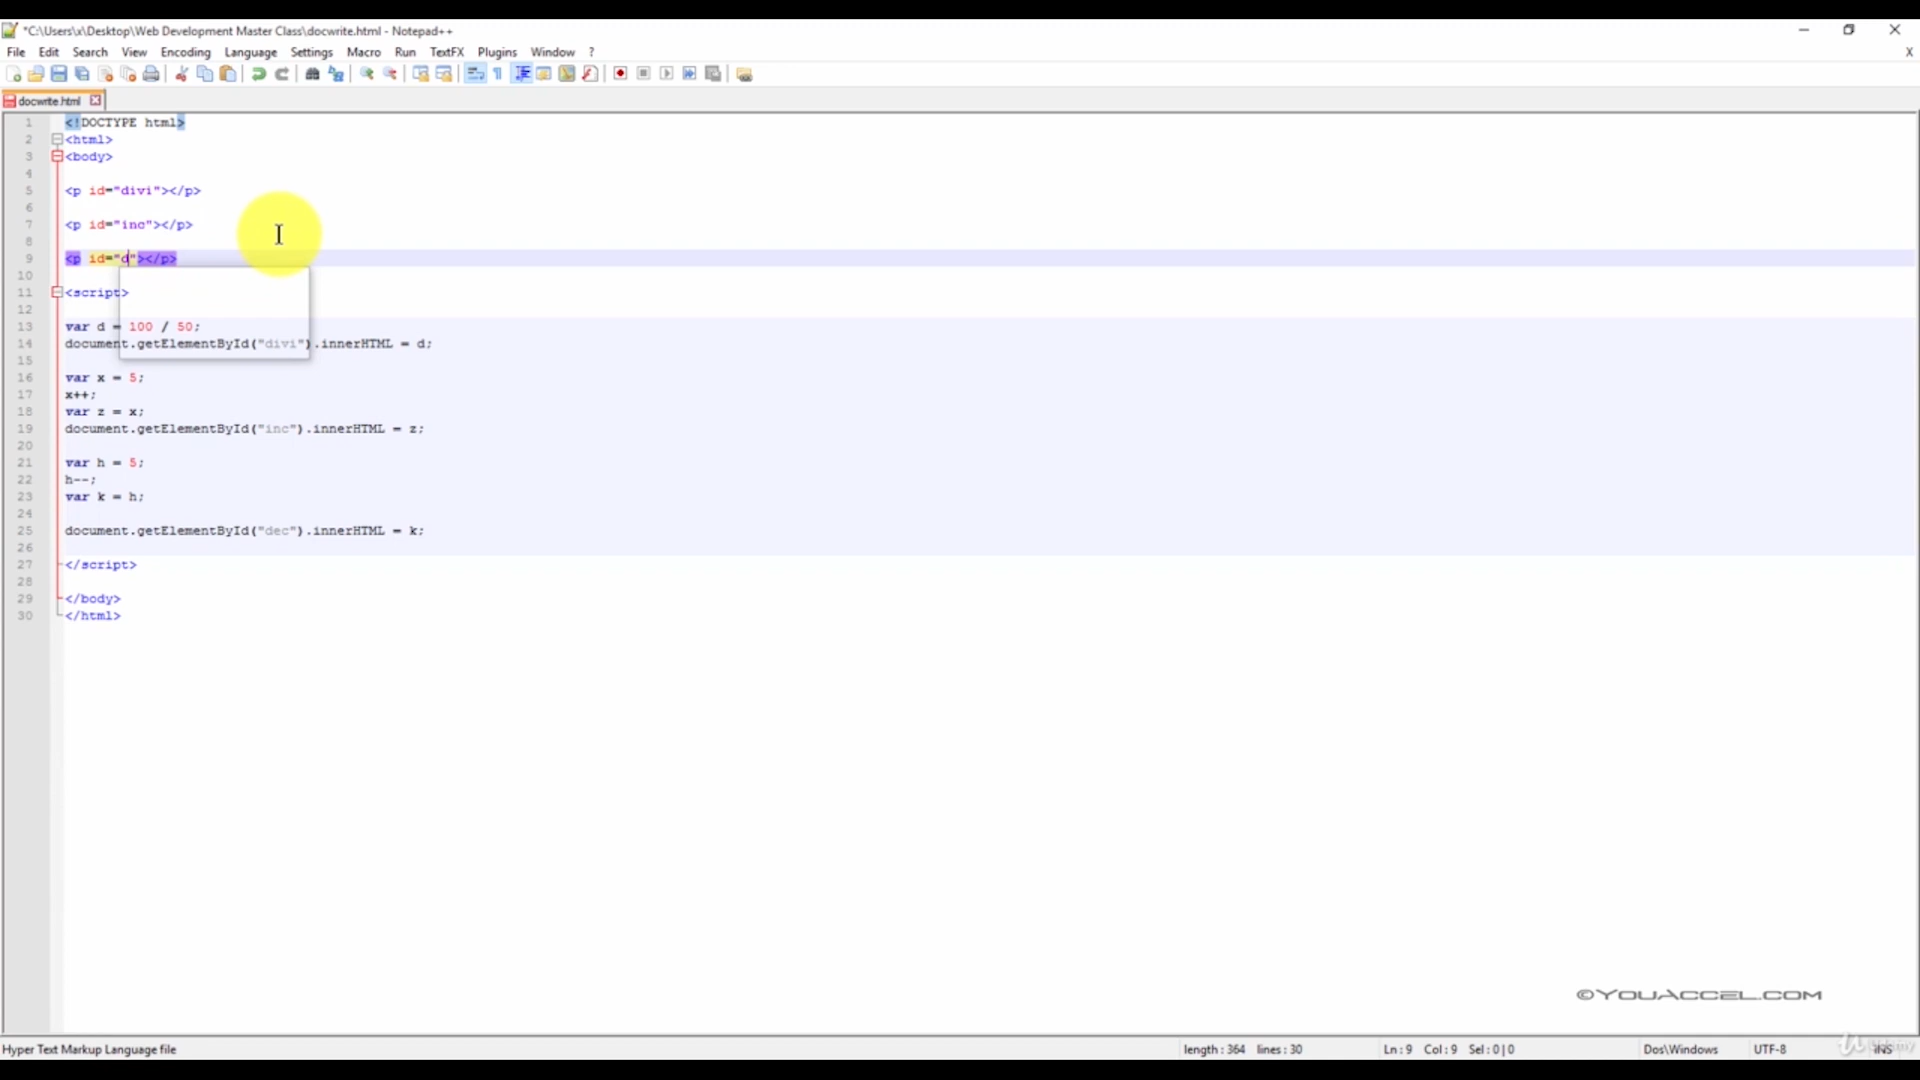 *C:\Users\x\Desktop\Web Development Master Class\docwrite.html - Notepad++
File Edit Search View Encoding Language Settings Macro Run TextFX Plugins Window ? X
docwrite.html
1 <!DOCTYPE html>
2 <html>
3 <body>
4
5 <p id="divi"></p>
6
7 <p id="inc"></p>
8
9 <p id="d"></p>
10
11 <script>
12
13 var d = 100 / 50;
14 document.getElementById("divi").innerHTML = d;
15
16 var x = 5;
17 x++;
18 var z = x;
19 document.getElementById("inc").innerHTML = z;
20
21 var h = 5;
22 h--;
23 var k = h;
24
25 document.getElementById("dec").innerHTML = k;
26
27 </script>
28
29 </body>
30 </html>
©YOUACCEL.COM
Hyper Text Markup Language file length : 364 lines : 30 Ln : 9 Col : 9 Sel : 0 | 0 Dos\Windows UTF-8 INS